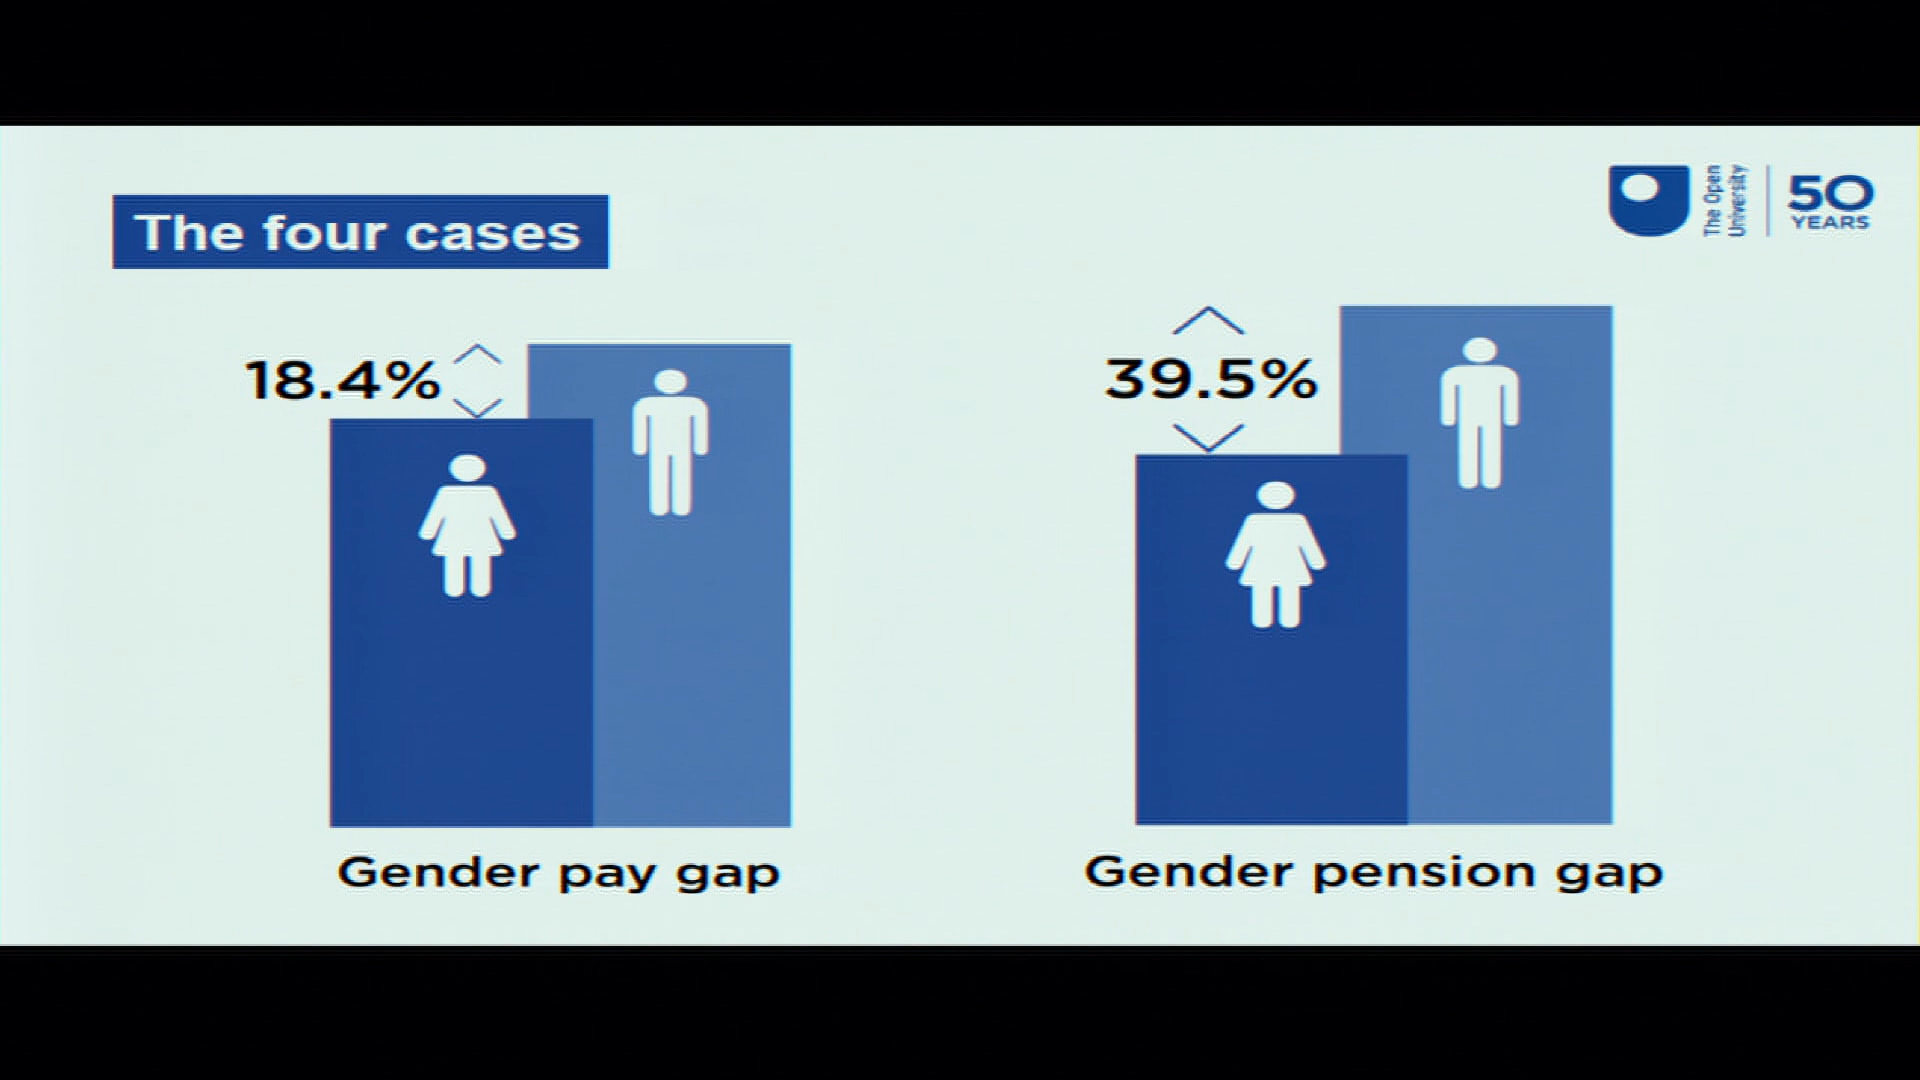 The four cases
The Open
University
50
YEARS
18.4%
39.5%
Gender pay gap
Gender pension gap